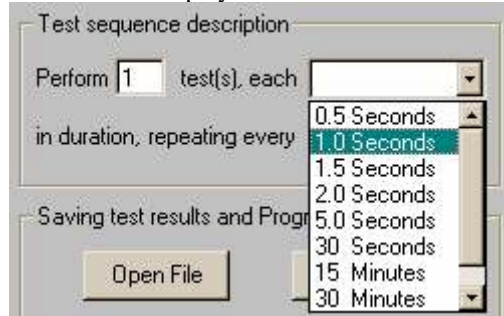 Test sequence description
Perform 1 test(s), each
in duration, repeating every
0.5 Seconds
1.0 Seconds
1.5 Seconds
2.0 Seconds
5.0 Seconds
30 Seconds
15 Minutes
30 Minutes
Saving test results and Progr
Open File